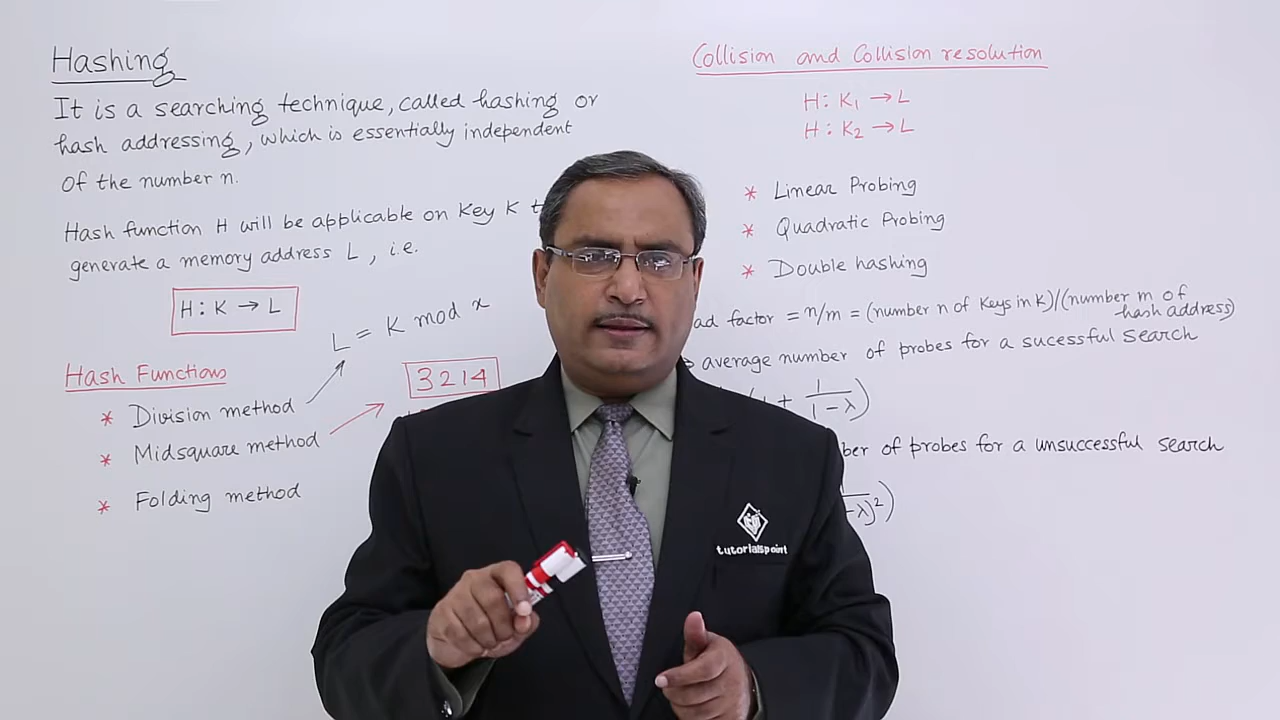 Hashing
It is a searching technique, called hashing or
hash addressing, which is essentially independent
of the number n.
Hash function H will be applicable on Key K
generate a memory address L, i.e.
H: K → L
L = K mod x
Hash Functions
* Division method
* Midsquare method
* Folding method
3214
Collision and Collision resolution
H: K1 → L
H: K2 → L
* Linear Probing
* Quadratic Probing
* Double hashing
ad factor = n/m = (number n of Keys in K)/(number m of
hash address)
average number of probes for a sucessful search
+ 1/(1-λ))
ber of probes for a unsuccessful search
-λ)²)
tutorialspoint